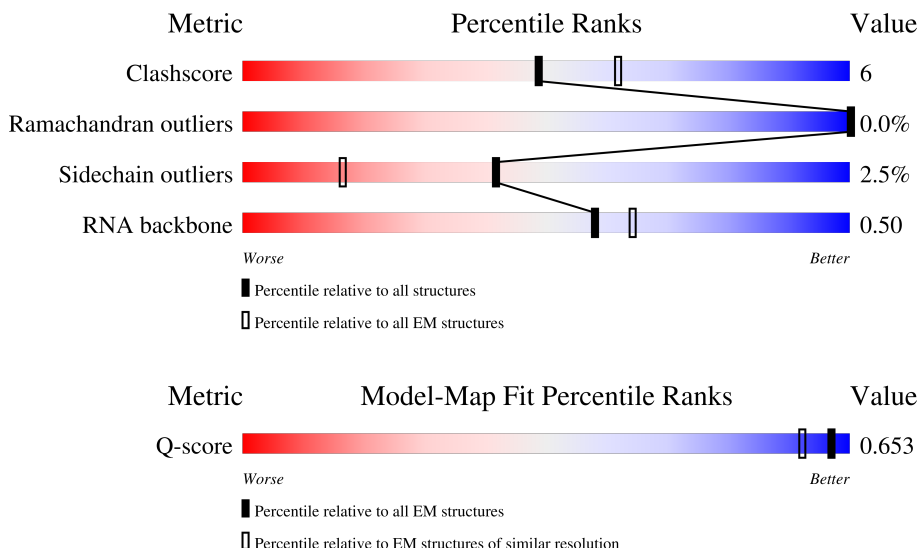 Metric Percentile Ranks Value
Clashscore 6
Ramachandran outliers 0.0%
Sidechain outliers 2.5%
RNA backbone 0.50
Worse Better
Percentile relative to all structures
Percentile relative to all EM structures
Metric Model-Map Fit Percentile Ranks Value
Q-score 0.653
Worse Better
Percentile relative to all EM structures
Percentile relative to EM structures of similar resolution